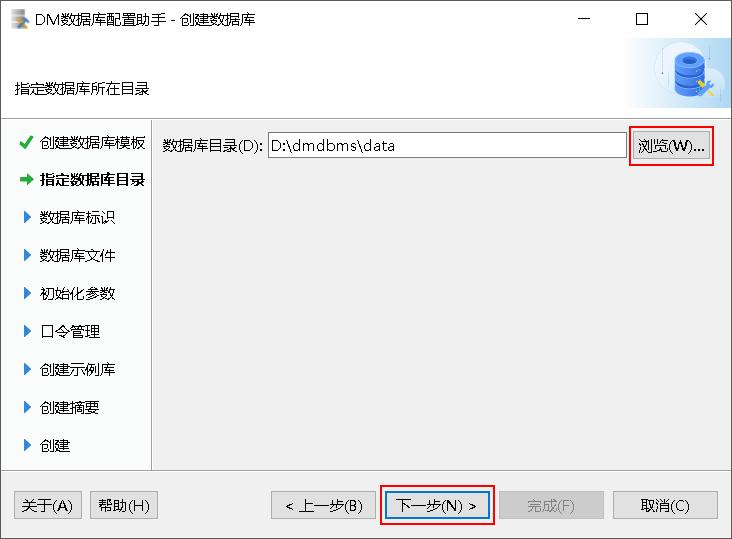 DM数据库配置助手 - 创建数据库
指定数据库所在目录
创建数据库模板
指定数据库目录
数据库标识
数据库文件
初始化参数
口令管理
创建示例库
创建摘要
创建
数据库目录(D): D:\dmdbms\data 浏览(W)...
关于(A) 帮助(H) < 上一步(B) 下一步(N) > 完成(F) 取消(C)